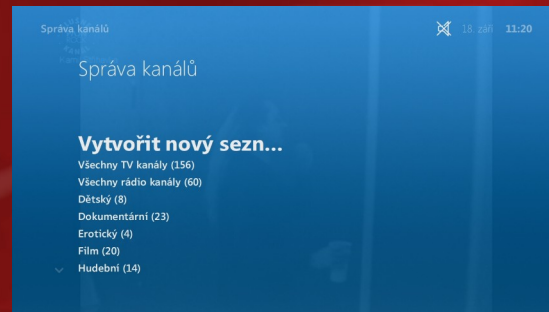 Správa kanálů
18. září 11:20
Správa kanálů
Vytvořit nový sezn...
Všechny TV kanály (156)
Všechny rádio kanály (60)
Dětský (8)
Dokumentární (23)
Erotický (4)
Film (20)
Hudební (14)